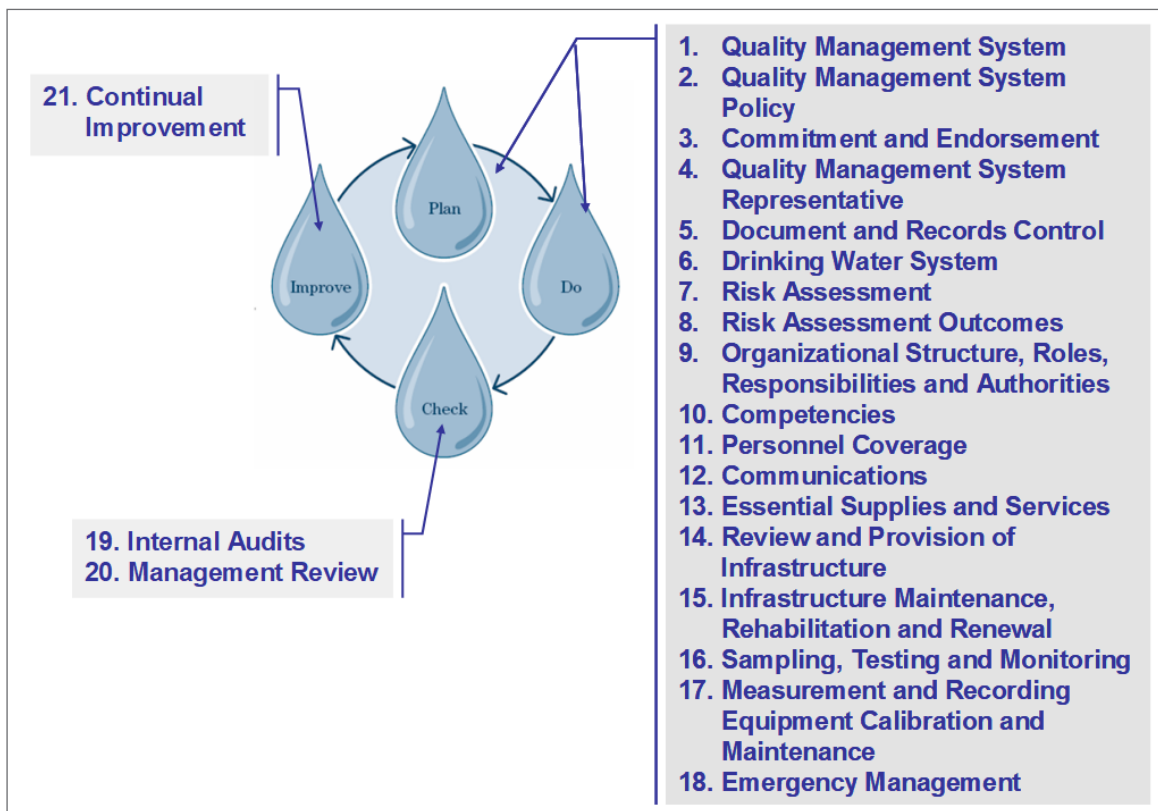 21. Continual
Improvement
Plan
Improve
Do
Check
19. Internal Audits
20. Management Review
1. Quality Management System
2. Quality Management System
Policy
3. Commitment and Endorsement
4. Quality Management System
Representative
5. Document and Records Control
6. Drinking Water System
7. Risk Assessment
8. Risk Assessment Outcomes
9. Organizational Structure, Roles,
Responsibilities and Authorities
10. Competencies
11. Personnel Coverage
12. Communications
13. Essential Supplies and Services
14. Review and Provision of
Infrastructure
15. Infrastructure Maintenance,
Rehabilitation and Renewal
16. Sampling, Testing and Monitoring
17. Measurement and Recording
Equipment Calibration and
Maintenance
18. Emergency Management